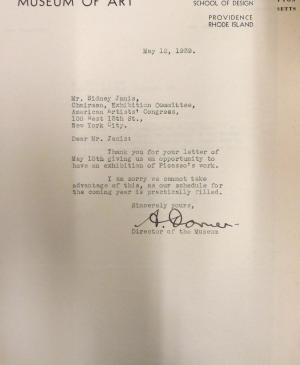 MUSEUM OF ART
SCHOOL OF DESIGN
PROVIDENCE
RHODE ISLAND
May 12, 1939.
Mr. Sidney Janis,
Chairman, Exhibition Committee,
American Artists' Congress,
100 West 13th St.,
New York City.
Dear Mr. Janis:
Thank you for your letter of
May 10th giving us an opportunity to
have an exhibition of Picasso's work.
I am sorry we cannot take
advantage of this, as our schedule for
the coming year is practically filled.
Sincerely yours,
A. Dorner
Director of the Museum